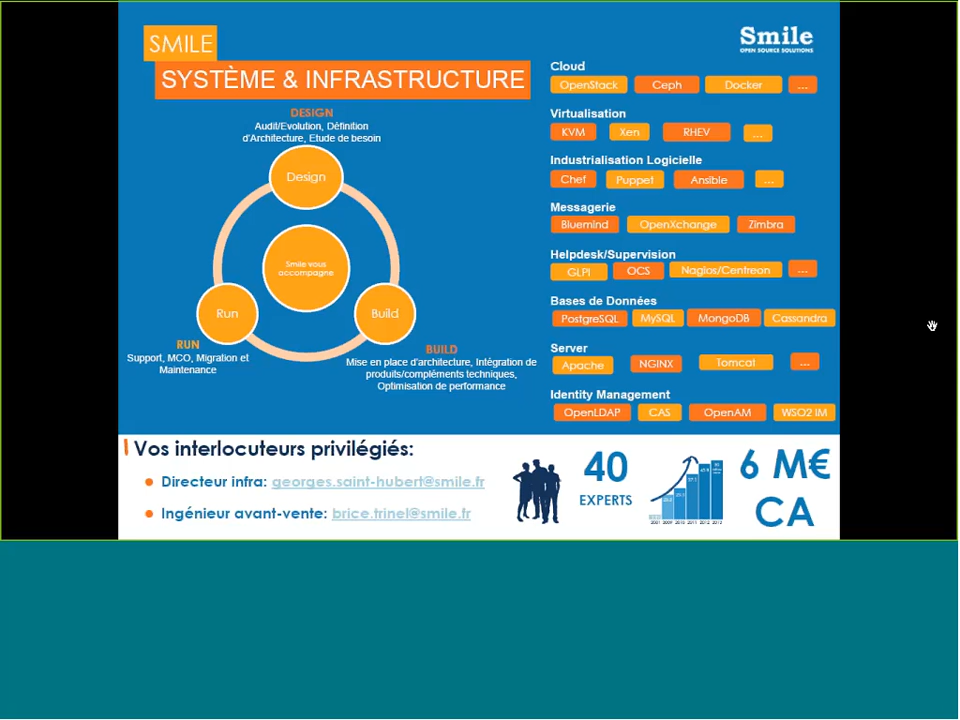 SMILE
SYSTÈME & INFRASTRUCTURE
Smile
OPEN SOURCE SOLUTIONS
DESIGN
Audit/Evolution, Définition
d'Architecture, Etude de besoin
Design
Smile vous
accompagne
Run
Build
RUN
Support, MCO, Migration et
Maintenance
BUILD
Mise en place d'architecture, Intégration de
produits/compléments techniques,
Optimisation de performance
Cloud
OpenStack Ceph Docker ...
Virtualisation
KVM Xen RHEV ...
Industrialisation Logicielle
Chef Puppet Ansible ...
Messagerie
Bluemind OpenXchange Zimbra
Helpdesk/Supervision
GLPI OCS Nagios/Centreon ...
Bases de Données
PostgreSQL MySQL MongoDB Cassandra
Server
Apache NGINX Tomcat ...
Identity Management
OpenLDAP CAS OpenAM WSO2 IM
Vos interlocuteurs privilégiés:
Directeur infra: georges.saint-hubert@smile.fr
Ingénieur avant-vente: brice.trinel@smile.fr
40
EXPERTS
6 M€
CA